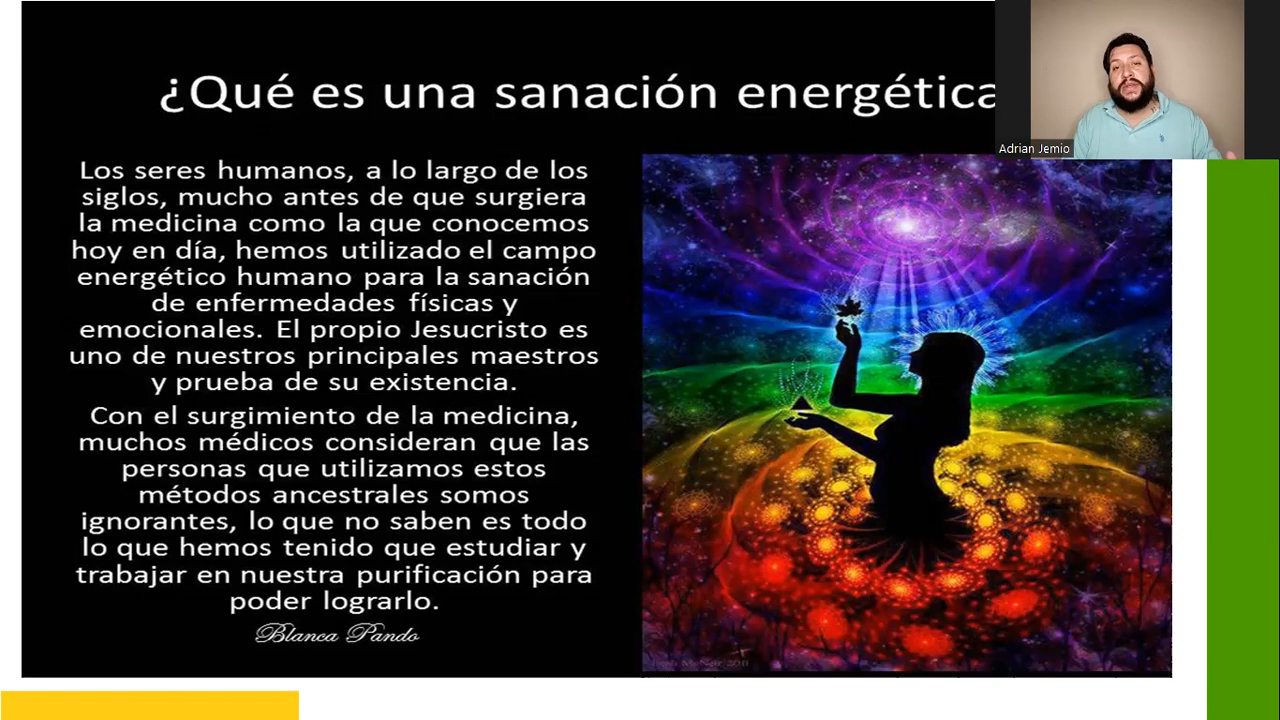 ¿Qué es una sanación energética
Adrian Jemio
Los seres humanos, a lo largo de los
siglos, mucho antes de que surgiera
la medicina como la que conocemos
hoy en día, hemos utilizado el campo
energético humano para la sanación
de enfermedades físicas y
emocionales. El propio Jesucristo es
uno de nuestros principales maestros
y prueba de su existencia.
Con el surgimiento de la medicina,
muchos médicos consideran que las
personas que utilizamos estos
métodos ancestrales somos
ignorantes, lo que no saben es todo
lo que hemos tenido que estudiar y
trabajar en nuestra purificación para
poder lograrlo.
Blanca Pando